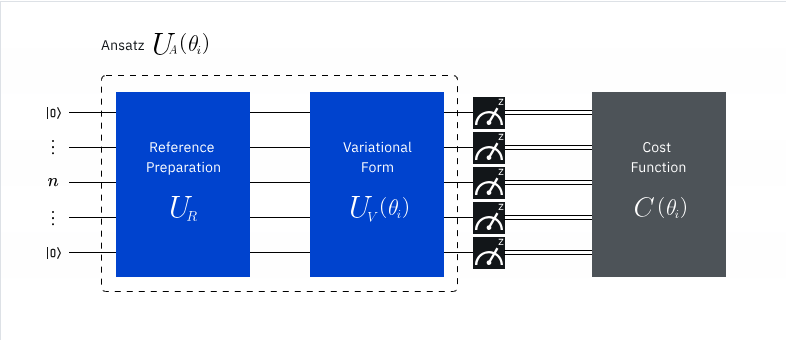 Ansatz U_A(θ_i)
|0⟩
⋮
n
⋮
|0⟩
Reference
Preparation
U_R
Variational
Form
U_V(θ_i)
z
z
z
z
z
Cost
Function
C(θ_i)